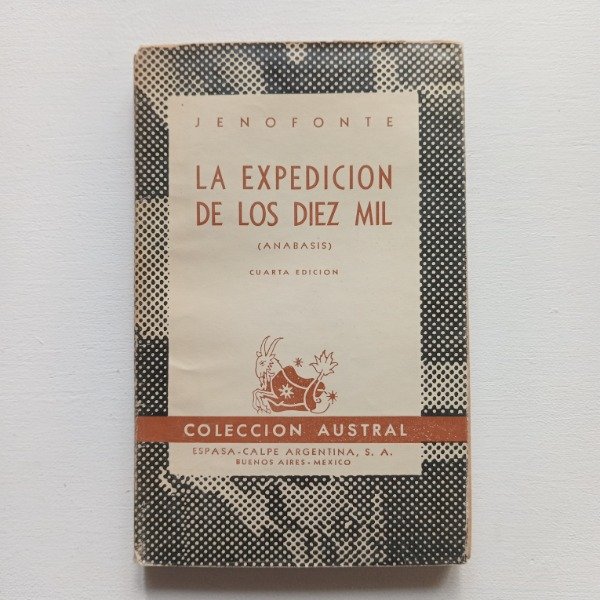 JENOFONTE
LA EXPEDICION
DE LOS DIEZ MIL
(ANABASIS)
CUARTA EDICION
COLECCION AUSTRAL
ESPASA-CALPE ARGENTINA, S. A.
BUENOS AIRES - MEXICO